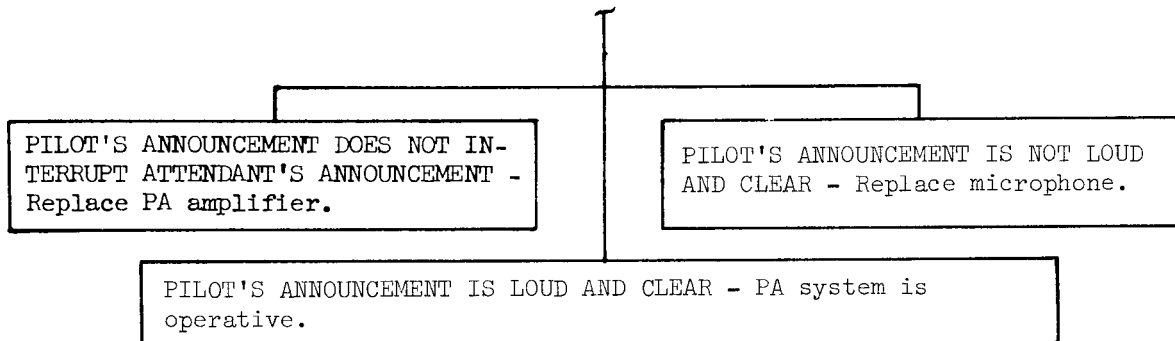 PILOT'S ANNOUNCEMENT DOES NOT IN-
TERRUPT ATTENDANT'S ANNOUNCEMENT -
Replace PA amplifier.
PILOT'S ANNOUNCEMENT IS NOT LOUD
AND CLEAR - Replace microphone.
PILOT'S ANNOUNCEMENT IS LOUD AND CLEAR - PA system is
operative.